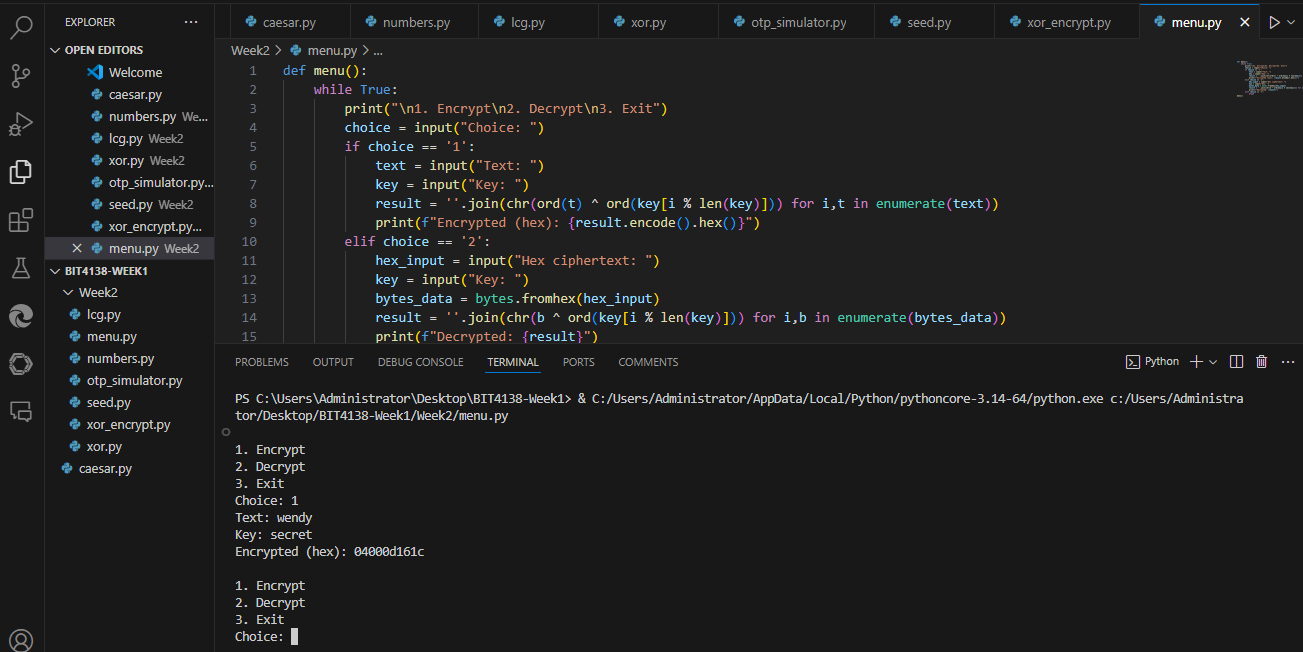 EXPLORER ...
OPEN EDITORS
Welcome
caesar.py
numbers.py We...
lcg.py Week2
xor.py Week2
otp_simulator.py...
seed.py Week2
xor_encrypt.py...
menu.py Week2
BIT4138-WEEK1
Week2
lcg.py
menu.py
numbers.py
otp_simulator.py
seed.py
xor_encrypt.py
xor.py
caesar.py
caesar.py numbers.py lcg.py xor.py otp_simulator.py seed.py xor_encrypt.py menu.py
Week2 > menu.py > ...
1 def menu():
2 while True:
3 print("\n1. Encrypt\n2. Decrypt\n3. Exit")
4 choice = input("Choice: ")
5 if choice == '1':
6 text = input("Text: ")
7 key = input("Key: ")
8 result = ''.join(chr(ord(t) ^ ord(key[i % len(key)])) for i,t in enumerate(text))
9 print(f"Encrypted (hex): {result.encode().hex()}")
10 elif choice == '2':
11 hex_input = input("Hex ciphertext: ")
12 key = input("Key: ")
13 bytes_data = bytes.fromhex(hex_input)
14 result = ''.join(chr(b ^ ord(key[i % len(key)])) for i,b in enumerate(bytes_data))
15 print(f"Decrypted: {result}")
PROBLEMS OUTPUT DEBUG CONSOLE TERMINAL PORTS COMMENTS Python
PS C:\Users\Administrator\Desktop\BIT4138-Week1> & C:/Users/Administrator/AppData/Local/Python/pythoncore-3.14-64/python.exe c:/Users/Administra
tor/Desktop/BIT4138-Week1/Week2/menu.py
1. Encrypt
2. Decrypt
3. Exit
Choice: 1
Text: wendy
Key: secret
Encrypted (hex): 04000d161c
1. Encrypt
2. Decrypt
3. Exit
Choice: